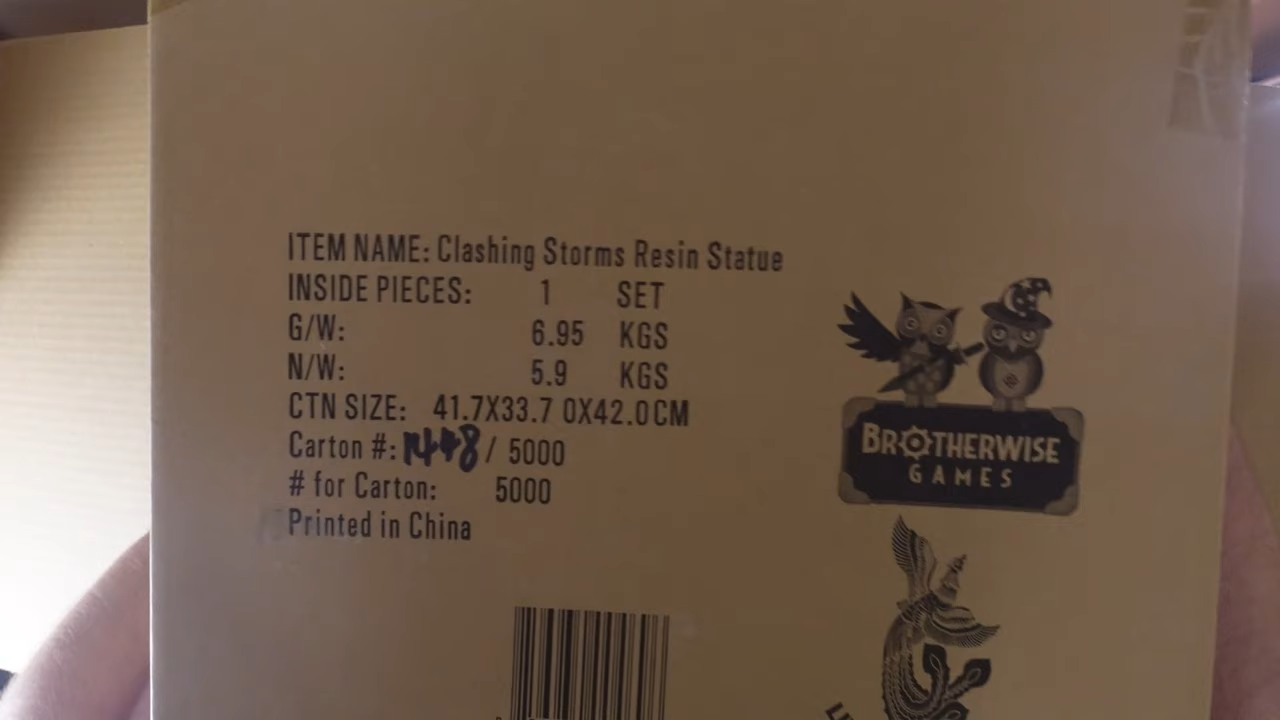 ITEM NAME: Clashing Storms Resin Statue
INSIDE PIECES: 1 SET
G/W: 6.95 KGS
N/W: 5.9 KGS
CTN SIZE: 41.7X33.7 0X42.0CM
Carton #: 1448 / 5000
# for Carton: 5000
Printed in China
BROTHERWISE
GAMES